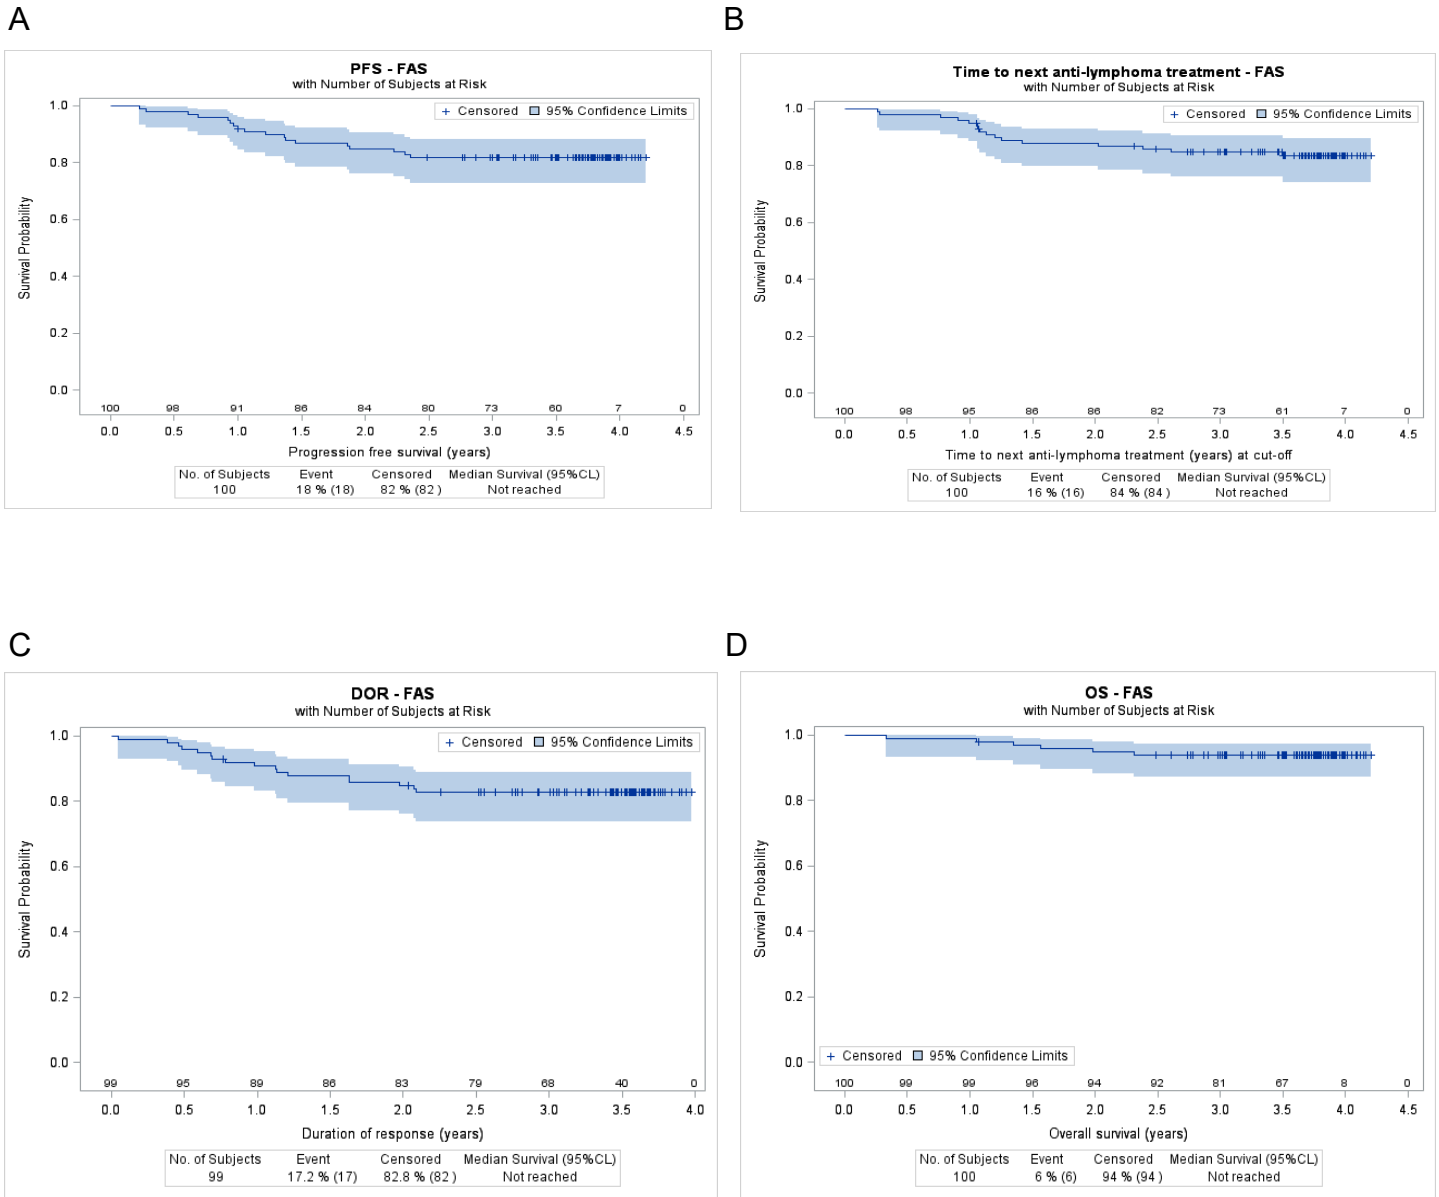 A
PFS - FAS
with Number of Subjects at Risk
+ Censored 95% Confidence Limits
1.0
0.8
0.6
0.4
0.2
0.0
Survival Probability
100 98 91 86 84 80 73 60 7 0
0.0 0.5 1.0 1.5 2.0 2.5 3.0 3.5 4.0 4.5
Progression free survival (years)
No. of Subjects Event Censored Median Survival (95%CL)
100 18 % (18) 82 % (82 ) Not reached
B
Time to next anti-lymphoma treatment - FAS
with Number of Subjects at Risk
+ Censored 95% Confidence Limits
1.0
0.8
0.6
0.4
0.2
0.0
Survival Probability
100 98 95 86 86 82 73 61 7 0
0.0 0.5 1.0 1.5 2.0 2.5 3.0 3.5 4.0 4.5
Time to next anti-lymphoma treatment (years) at cut-off
No. of Subjects Event Censored Median Survival (95%CL)
100 16 % (16) 84 % (84 ) Not reached
C
DOR - FAS
with Number of Subjects at Risk
+ Censored 95% Confidence Limits
1.0
0.8
0.6
0.4
0.2
0.0
Survival Probability
99 95 89 86 83 79 68 40 0
0.0 0.5 1.0 1.5 2.0 2.5 3.0 3.5 4.0
Duration of response (years)
No. of Subjects Event Censored Median Survival (95%CL)
99 17.2 % (17) 82.8 % (82 ) Not reached
D
OS - FAS
with Number of Subjects at Risk
1.0
0.8
0.6
0.4
0.2
0.0
Survival Probability
+ Censored 95% Confidence Limits
100 99 99 96 94 92 81 67 8 0
0.0 0.5 1.0 1.5 2.0 2.5 3.0 3.5 4.0 4.5
Overall survival (years)
No. of Subjects Event Censored Median Survival (95%CL)
100 6 % (6) 94 % (94 ) Not reached